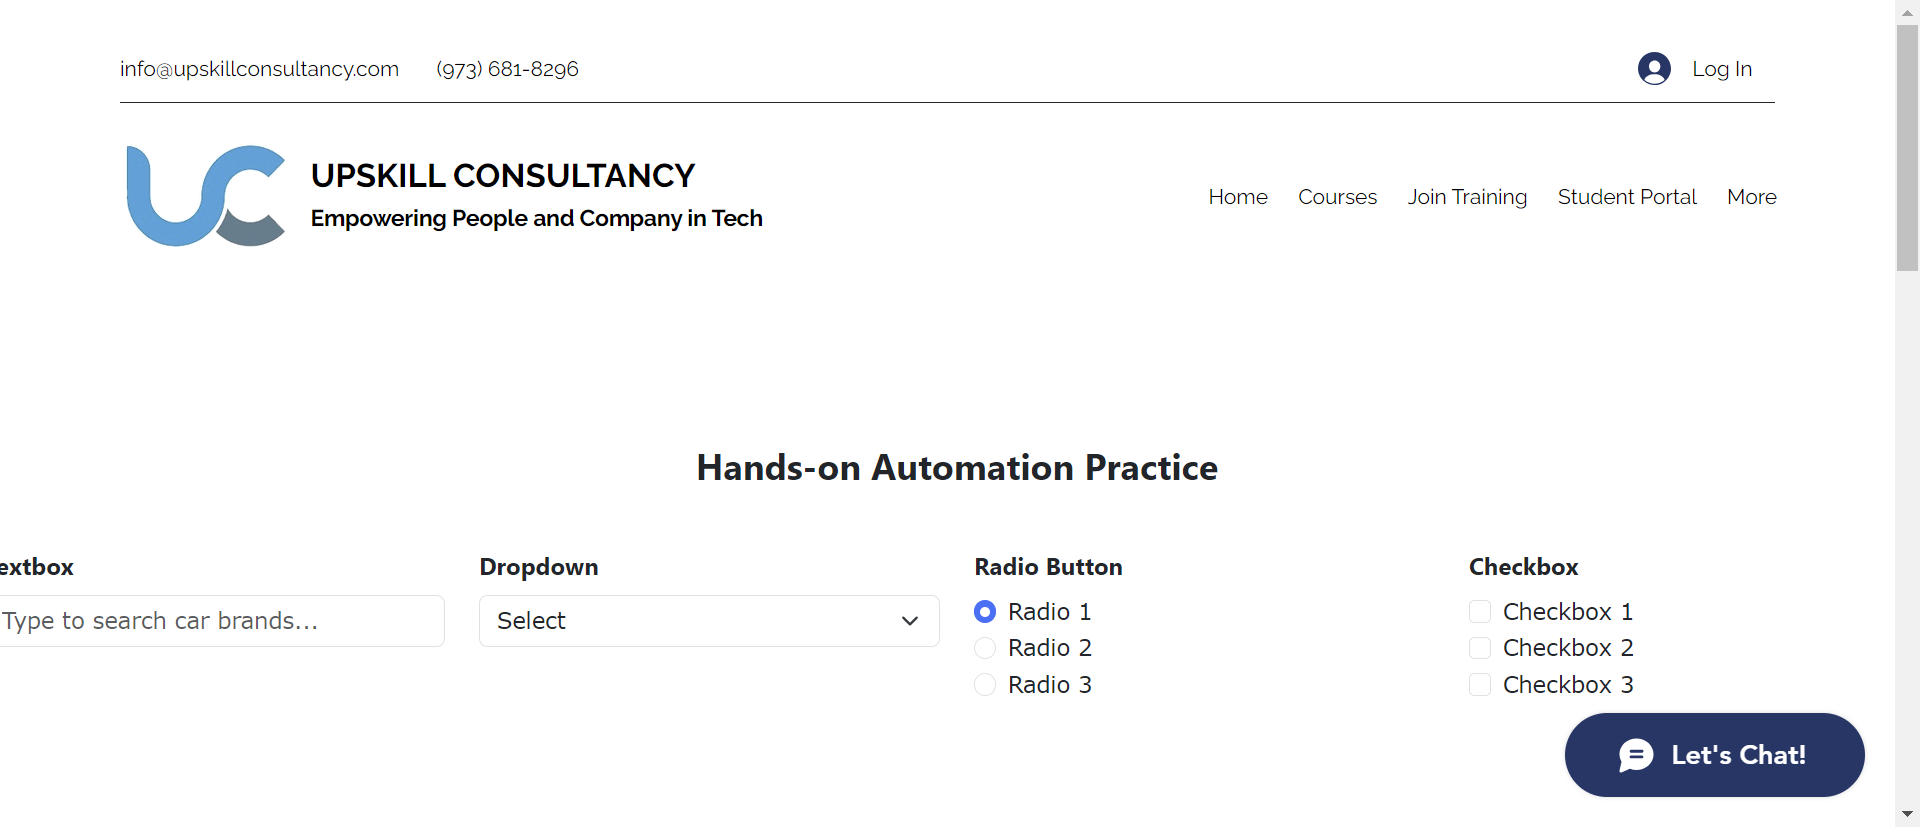 info@upskillconsultancy.com (973) 681-8296 Log In
UC
UPSKILL CONSULTANCY
Empowering People and Company in Tech
Home Courses Join Training Student Portal More
Hands-on Automation Practice
extbox Dropdown Radio Button Checkbox
Type to search car brands... Select
Radio 1 Checkbox 1
Radio 2 Checkbox 2
Radio 3 Checkbox 3
Let's Chat!